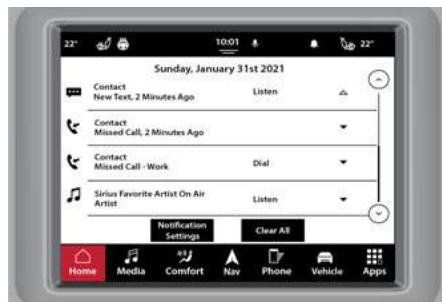 22°
10:01
22°
Sunday, January 31st 2021
Contact
New Text, 2 Minutes Ago
Listen
Contact
Missed Call, 2 Minutes Ago
Contact
Missed Call - Work
Dial
Sirius Favorite Artist On Air
Artist
Listen
Notification
Settings
Clear All
Home
Media
Comfort
Nav
Phone
Vehicle
Apps